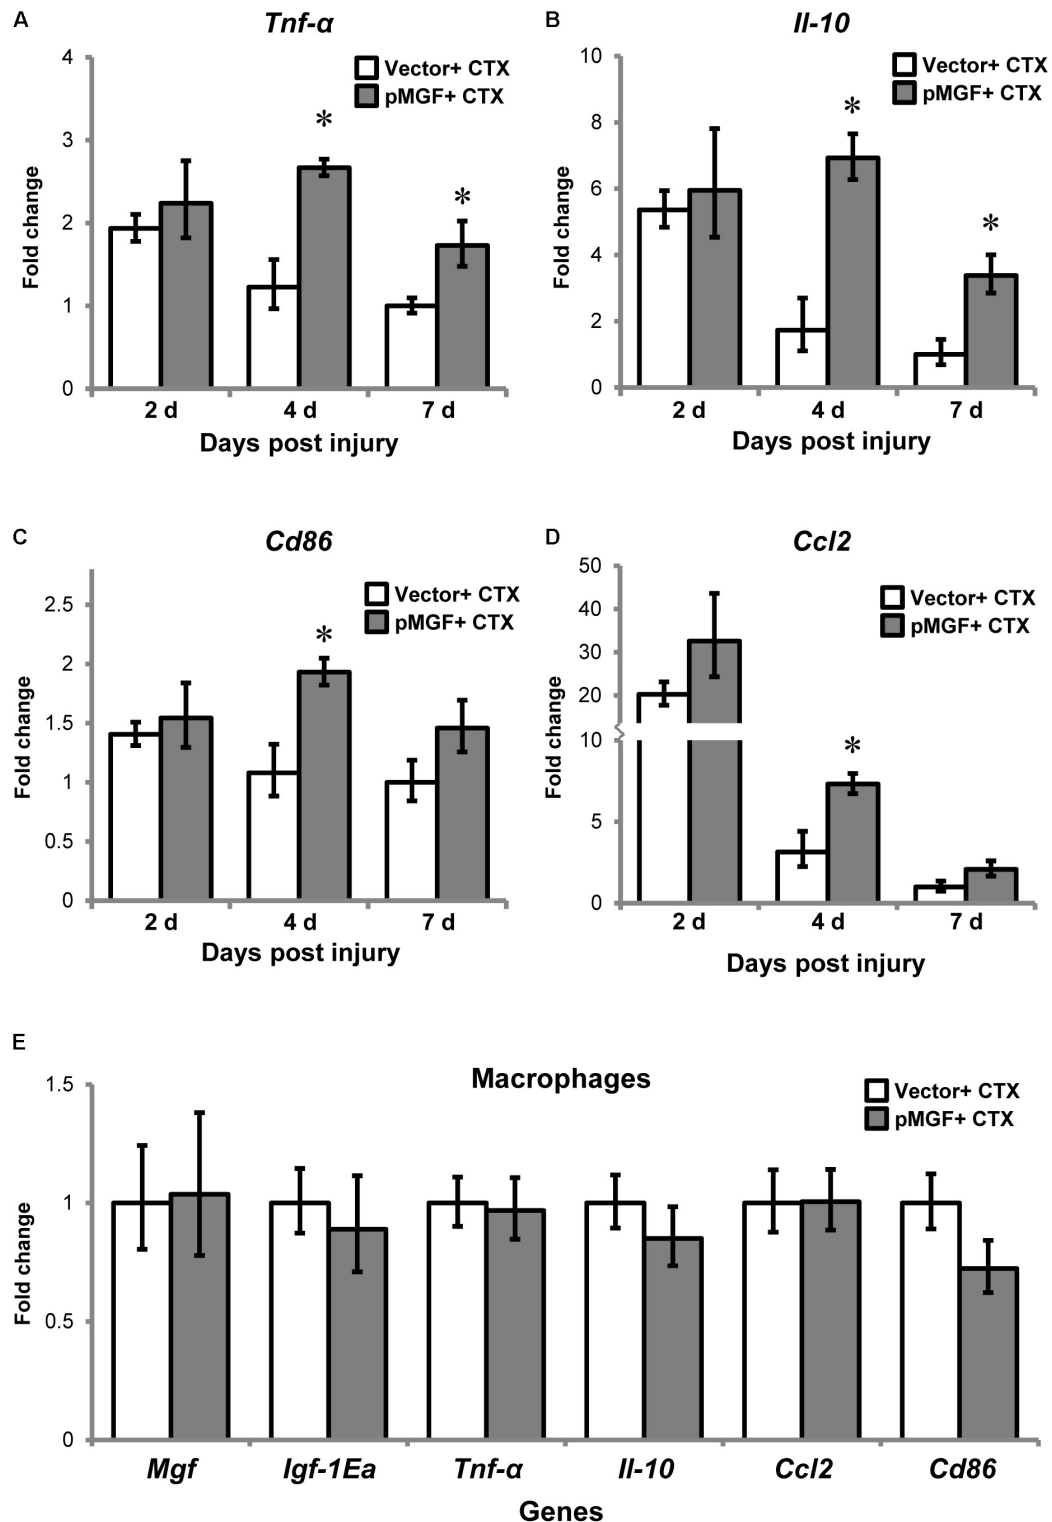 A
Tnf-α
4
3
2
1
0
Fold change
Vector+ CTX
pMGF+ CTX
*
*
2 d 4 d 7 d
Days post injury
B
Il-10
10
8
6
4
2
0
Fold change
Vector+ CTX
pMGF+ CTX
*
*
2 d 4 d 7 d
Days post injury
C
Cd86
2.5
2
1.5
1
0.5
0
Fold change
Vector+ CTX
pMGF+ CTX
*
2 d 4 d 7 d
Days post injury
D
Ccl2
50
40
30
20
10
5
0
Fold change
Vector+ CTX
pMGF+ CTX
*
2 d 4 d 7 d
Days post injury
E
Macrophages
1.5
1
0.5
0
Fold change
Vector+ CTX
pMGF+ CTX
Mgf Igf-1Ea Tnf-α Il-10 Ccl2 Cd86
Genes